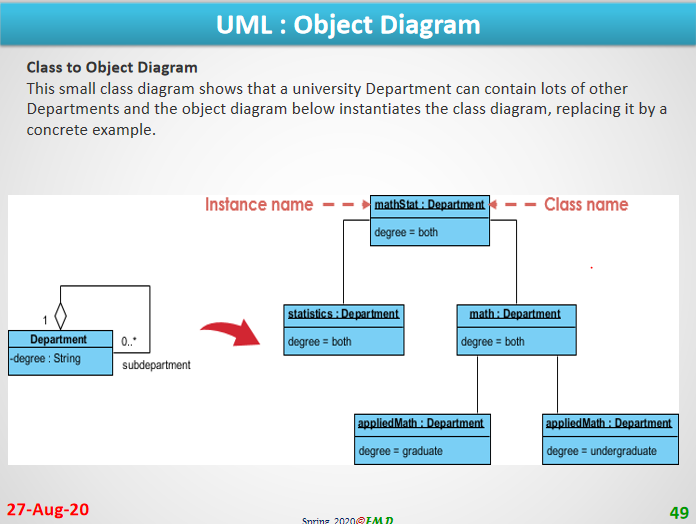 UML : Object Diagram
Class to Object Diagram
This small class diagram shows that a university Department can contain lots of other
Departments and the object diagram below instantiates the class diagram, replacing it by a
concrete example.
Instance name
mathStat : Department
Class name
degree = both
1
Department
0..*
-degree : String
subdepartment
statistics : Department
math : Department
degree = both
degree = both
appliedMath : Department
appliedMath : Department
degree = graduate
degree = undergraduate
27-Aug-20
Spring 2020@FMD
49